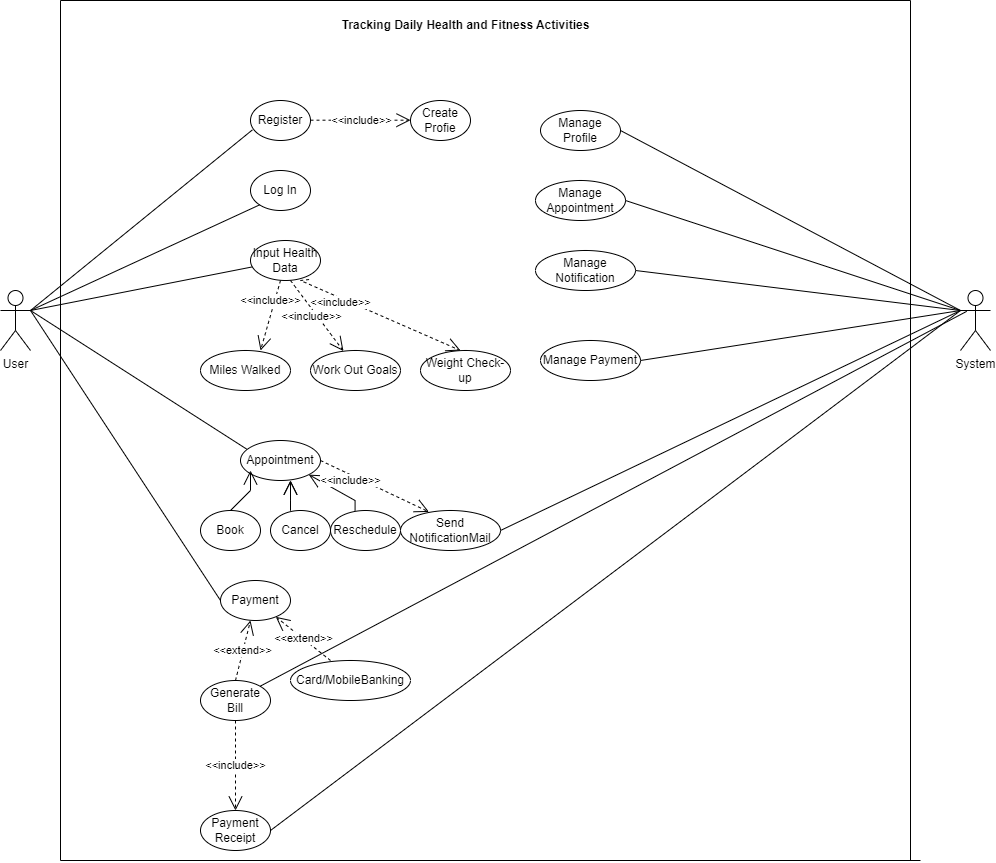 Tracking Daily Health and Fitness Activities
Register
<<include>>
Create
Profie
Manage
Profile
Log In
Manage
Appointment
Input Health
Data
Manage
Notification
<<include>>
<<include>>
<<include>>
User
System
Miles Walked
Work Out Goals
Weight Check-
up
Manage Payment
Appointment
<<include>>
Book
Cancel
Reschedule
Send
NotificationMail
Payment
<<extend>>
<<extend>>
Card/MobileBanking
Generate
Bill
<<include>>
Payment
Receipt